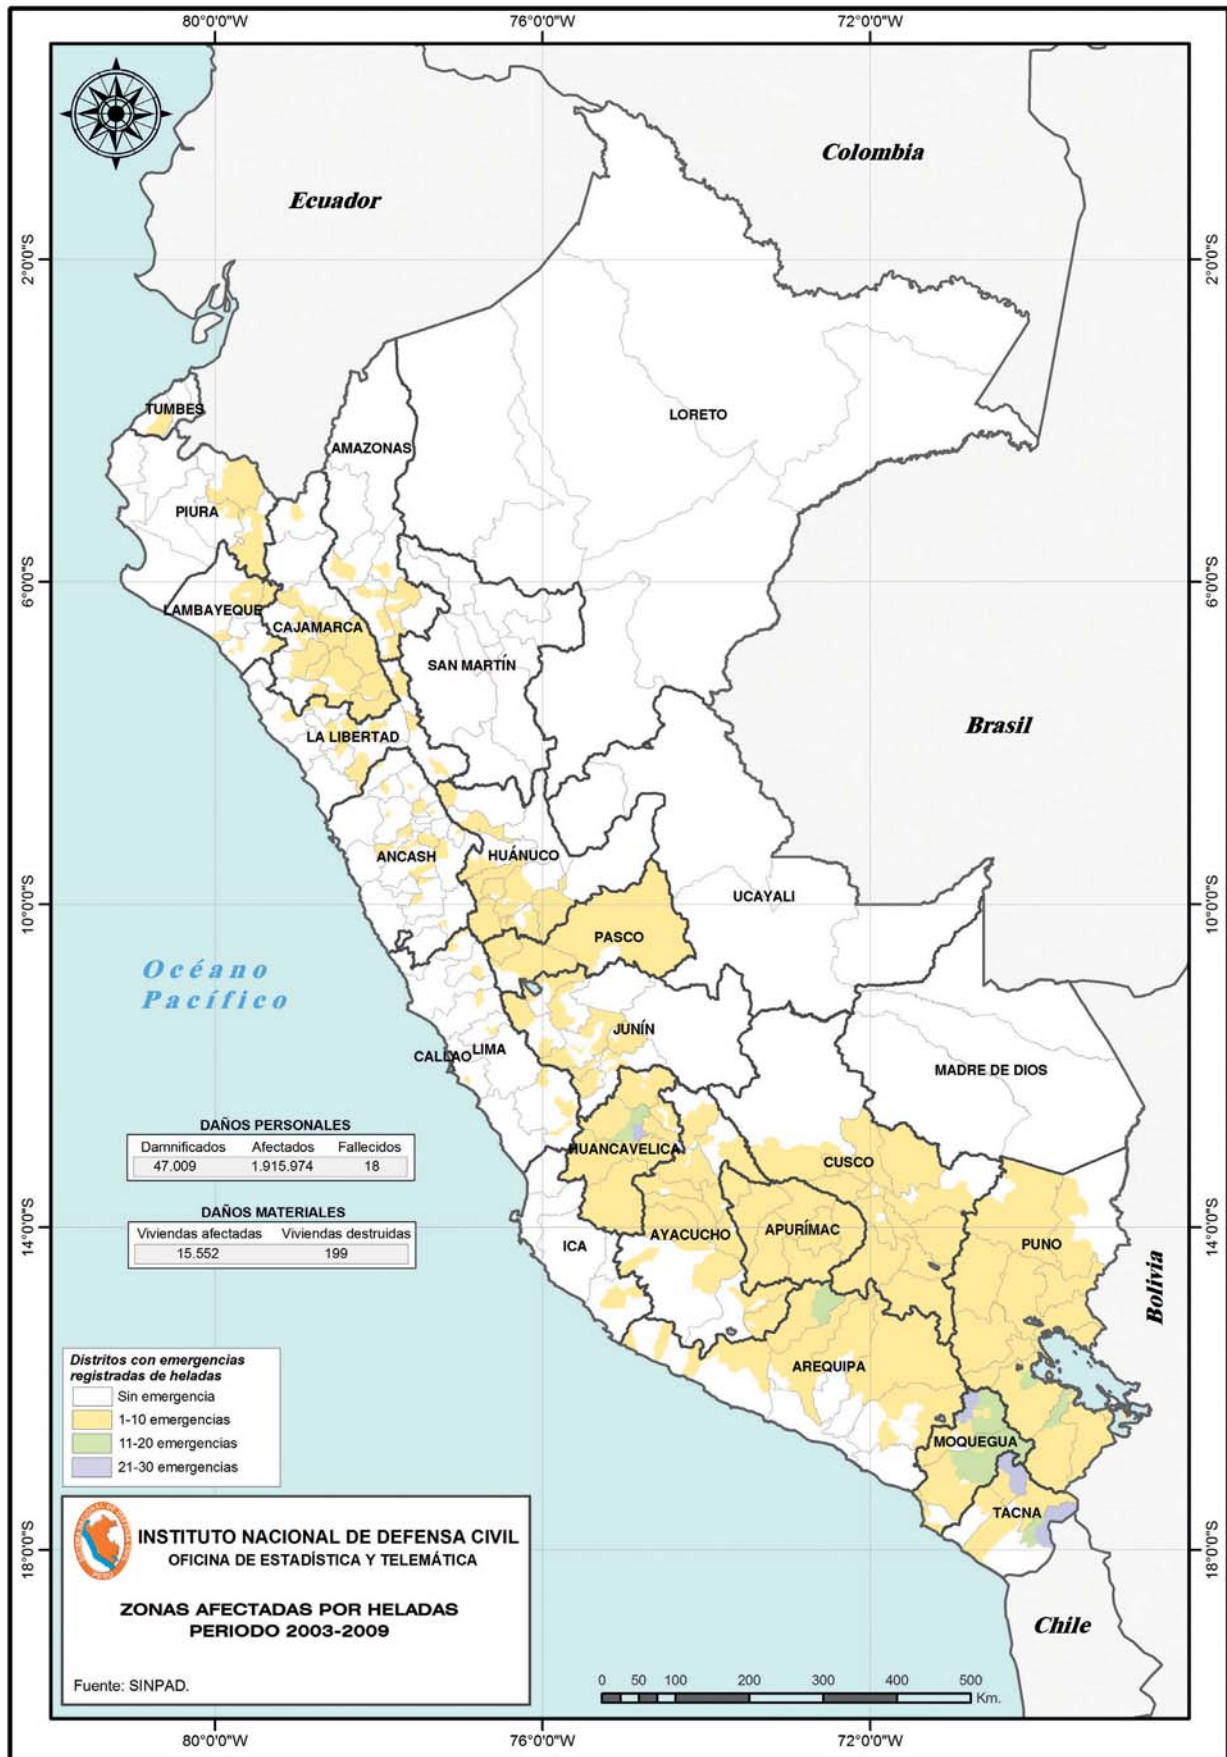 80°0'0"W 76°0'0"W 72°0'0"W
Colombia
Ecuador
2°0'0"S 2°0'0"S
TUMBES
LORETO
AMAZONAS
PIURA
6°0'0"S 6°0'0"S
LAMBAYEQUE
CAJAMARCA
SAN MARTÍN
Brasil
LA LIBERTAD
ANCASH
HUÁNUCO
UCAYALI
10°0'0"S 10°0'0"S
PASCO
Océano
Pacífico
JUNÍN
CALLAO
LIMA
MADRE DE DIOS
DAÑOS PERSONALES
Damnificados Afectados Fallecidos
47.009 1.915.974 18
HUANCAVELICA
CUSCO
DAÑOS MATERIALES
Viviendas afectadas Viviendas destruidas
15.552 199
14°0'0"S 14°0'0"S
AYACUCHO
APURÍMAC
ICA
PUNO
Bolivia
AREQUIPA
Distritos con emergencias
registradas de heladas
Sin emergencia
1-10 emergencias
11-20 emergencias
21-30 emergencias
MOQUEGUA
TACNA
18°0'0"S 18°0'0"S
INSTITUTO NACIONAL DE DEFENSA CIVIL
OFICINA DE ESTADÍSTICA Y TELEMÁTICA
ZONAS AFECTADAS POR HELADAS
PERIODO 2003-2009
Fuente: SINPAD.
Chile
0 50 100 200 300 400 500
Km.
80°0'0"W 76°0'0"W 72°0'0"W